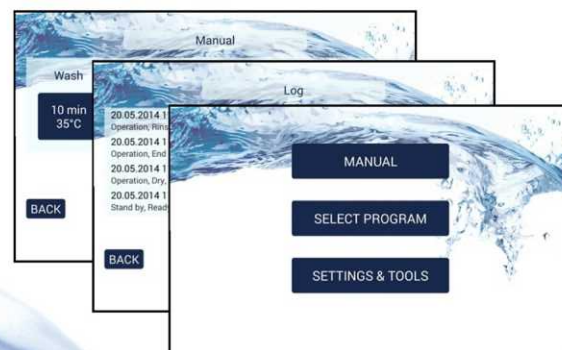 Manual
Wash
10 min
35°C
BACK
Log
20.05.2014 1
Operation, Rins
20.05.2014 1
Operation, End
20.05.2014 1
Operation, Dry,
20.05.2014 1
Stand by, Read
BACK
MANUAL
SELECT PROGRAM
SETTINGS & TOOLS